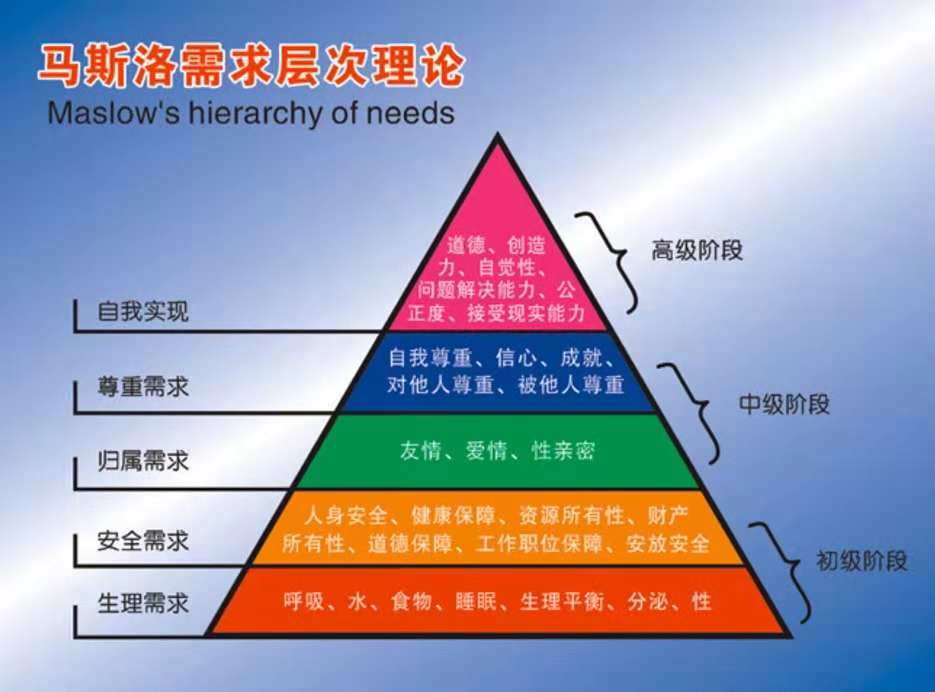 马斯洛需求层次理论
Maslow's hierarchy of needs
道德、创造
力、自觉性、
问题解决能力、公
正度、接受现实能力
高级阶段
自我实现
自我尊重、信心、成就、
对他人尊重、被他人尊重
尊重需求
中级阶段
友情、爱情、性亲密
归属需求
人身安全、健康保障、资源所有性、财产
所有性、道德保障、工作职位保障、安放安全
安全需求
初级阶段
呼吸、水、食物、睡眠、生理平衡、分泌、性
生理需求